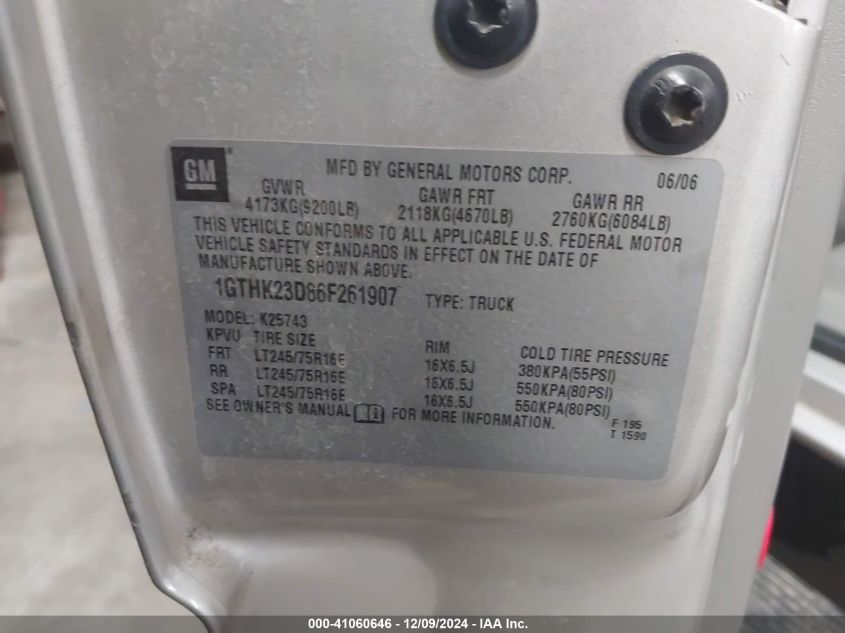 GM
MFD BY GENERAL MOTORS CORP. 06/06
GVWR GAWR FRT GAWR RR
4173KG(9200LB) 2118KG(4670LB) 2760KG(6084LB)
THIS VEHICLE CONFORMS TO ALL APPLICABLE U.S. FEDERAL MOTOR
VEHICLE SAFETY STANDARDS IN EFFECT ON THE DATE OF
MANUFACTURE SHOWN ABOVE.
1GTHK23D86F261907 TYPE: TRUCK
MODEL: K25743
KPVU TIRE SIZE RIM COLD TIRE PRESSURE
FRT LT245/75R16E 16X6.5J 380KPA(55PSI)
RR LT245/75R16E 16X6.5J 550KPA(80PSI)
SPA LT245/75R16E 16X6.5J 550KPA(80PSI)
SEE OWNER'S MANUAL FOR MORE INFORMATION.
F 195
T 1590
000-41060646 - 12/09/2024 - IAA Inc.